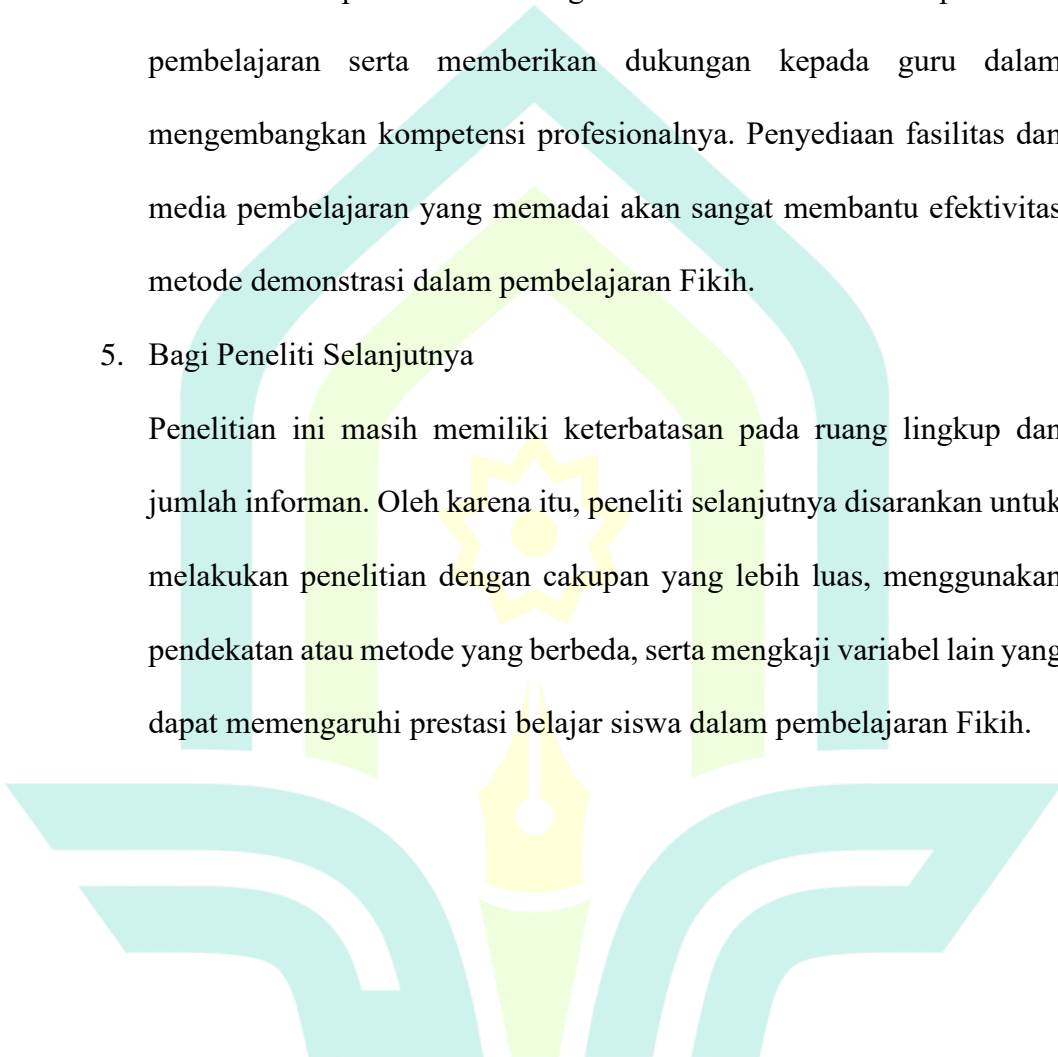 pembelajaran serta memberikan dukungan kepada guru dalam
mengembangkan kompetensi profesionalnya. Penyediaan fasilitas dan
media pembelajaran yang memadai akan sangat membantu efektivitas
metode demonstrasi dalam pembelajaran Fikih.
5. Bagi Peneliti Selanjutnya
Penelitian ini masih memiliki keterbatasan pada ruang lingkup dan
jumlah informan. Oleh karena itu, peneliti selanjutnya disarankan untuk
melakukan penelitian dengan cakupan yang lebih luas, menggunakan
pendekatan atau metode yang berbeda, serta mengkaji variabel lain yang
dapat memengaruhi prestasi belajar siswa dalam pembelajaran Fikih.